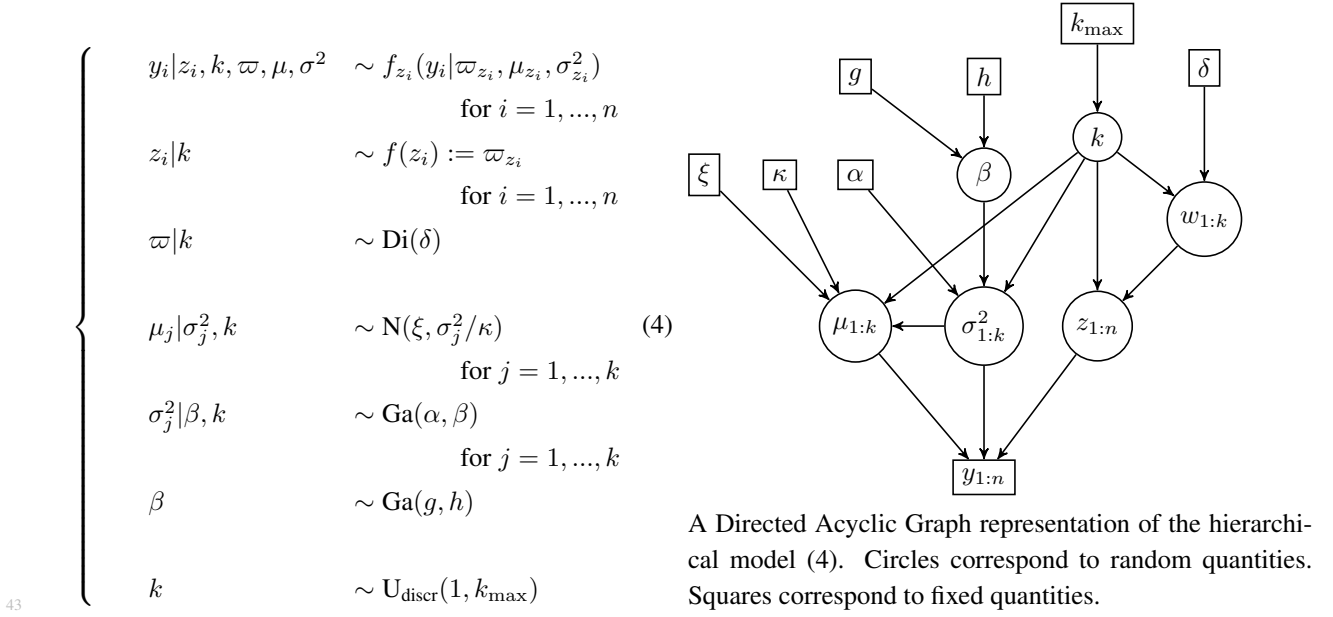 y_i|z_i, k, ϖ, μ, σ² ∼ f_{z_i}(y_i|ϖ_{z_i}, μ_{z_i}, σ²_{z_i})
for i = 1, ..., n
z_i|k ∼ f(z_i) := ϖ_{z_i}
for i = 1, ..., n
ϖ|k ∼ Di(δ)
μ_j|σ²_j, k ∼ N(ξ, σ²_j/κ) (4)
for j = 1, ..., k
σ²_j|β, k ∼ Ga(α, β)
for j = 1, ..., k
β ∼ Ga(g, h)
k ∼ U_discr(1, k_max)
43
k_max
g h δ
k
ξ κ α β
w_{1:k}
μ_{1:k} σ²_{1:k} z_{1:n}
y_{1:n}
A Directed Acyclic Graph representation of the hierarchi-
cal model (4). Circles correspond to random quantities.
Squares correspond to fixed quantities.